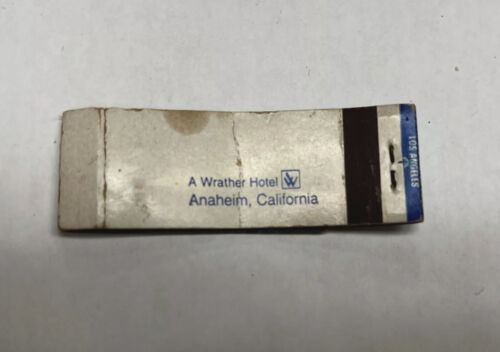 A Wrather Hotel W
Anaheim, California
LOS ANGELES